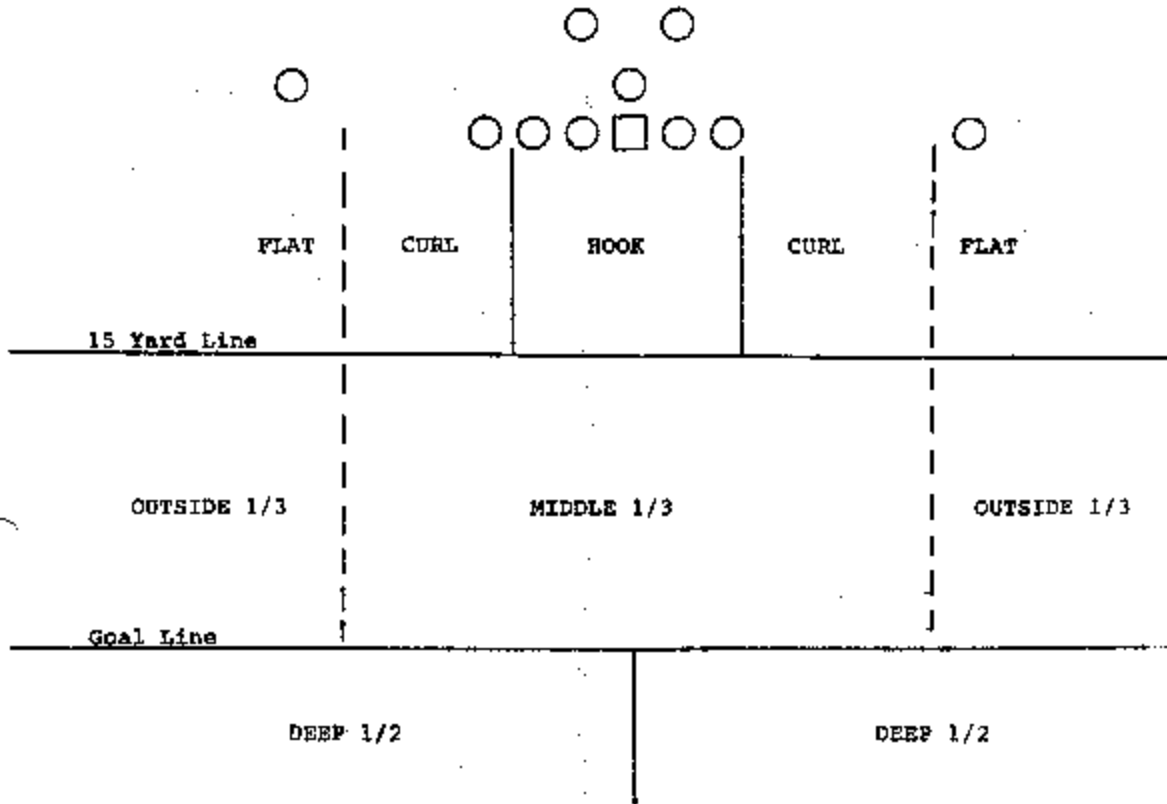 FLAT CURL HOOK CURL FLAT
15 Yard Line
OUTSIDE 1/3 MIDDLE 1/3 OUTSIDE 1/3
Goal Line
DEEP 1/2 DEEP 1/2